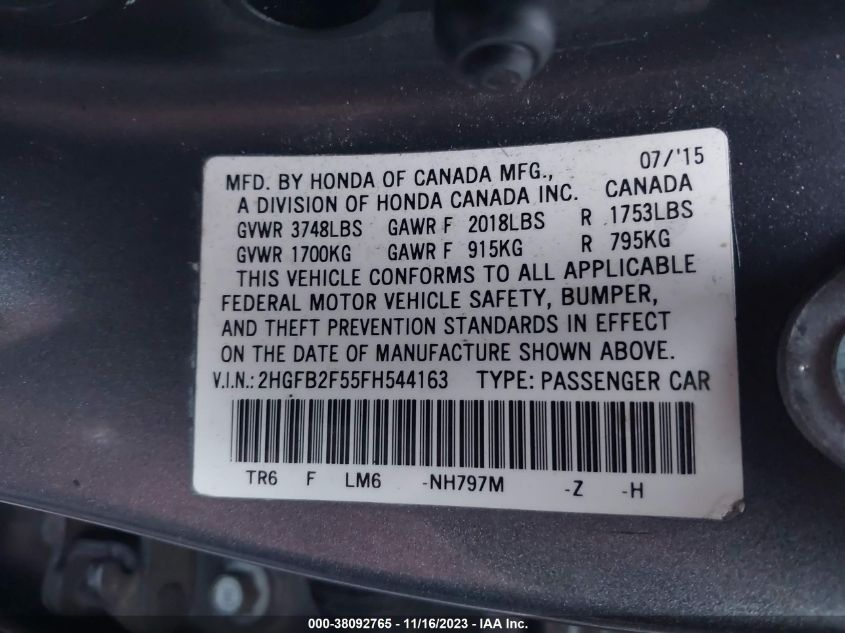 07/'15
MFD. BY HONDA OF CANADA MFG.,
A DIVISION OF HONDA CANADA INC. CANADA
GVWR 3748LBS GAWR F 2018LBS R 1753LBS
GVWR 1700KG GAWR F 915KG R 795KG
THIS VEHICLE CONFORMS TO ALL APPLICABLE
FEDERAL MOTOR VEHICLE SAFETY, BUMPER,
AND THEFT PREVENTION STANDARDS IN EFFECT
ON THE DATE OF MANUFACTURE SHOWN ABOVE.
V.I.N.: 2HGFB2F55FH544163 TYPE: PASSENGER CAR
TR6 F LM6 -NH797M -Z -H
000-38092765 - 11/16/2023 - IAA Inc.